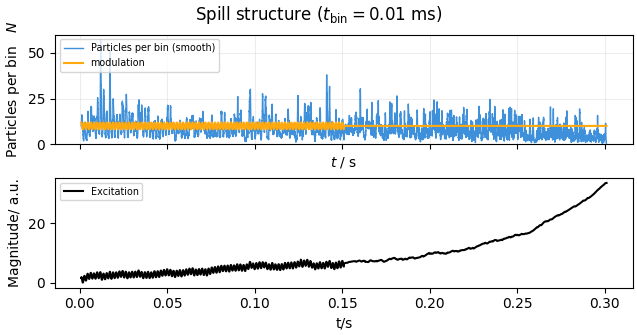 Spill structure (t_bin = 0.01 ms)
Particles per bin N
50
25
0
Particles per bin (smooth)
modulation
t / s
Magnitude/ a.u.
20
0
Excitation
0.00 0.05 0.10 0.15 0.20 0.25 0.30
t/s